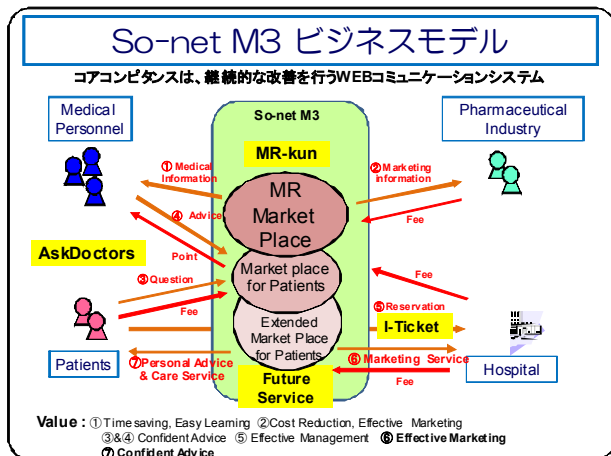 So-net M3 ビジネスモデル
コアコンピタンスは、継続的な改善を行うWEBコミュニケーションシステム
Medical
Personnel
So-net M3
Pharmaceutical
Industry
MR-kun
① Medical
Information
② Marketing
information
MR
Market
Place
④ Advice
Fee
AskDoctors
Point
Market place
for Patients
③ Question
Fee
Fee
⑤ Reservation
I-Ticket
Extended
Market Place
for Patients
Patients
⑦ Personal Advice
& Care Service
⑥ Marketing Service
Fee
Hospital
Future
Service
Value : ① Time saving, Easy Learning ②Cost Reduction, Effective Marketing
③&④ Confident Advice ⑤ Effective Management ⑥ Effective Marketing
⑦ Confident Advice